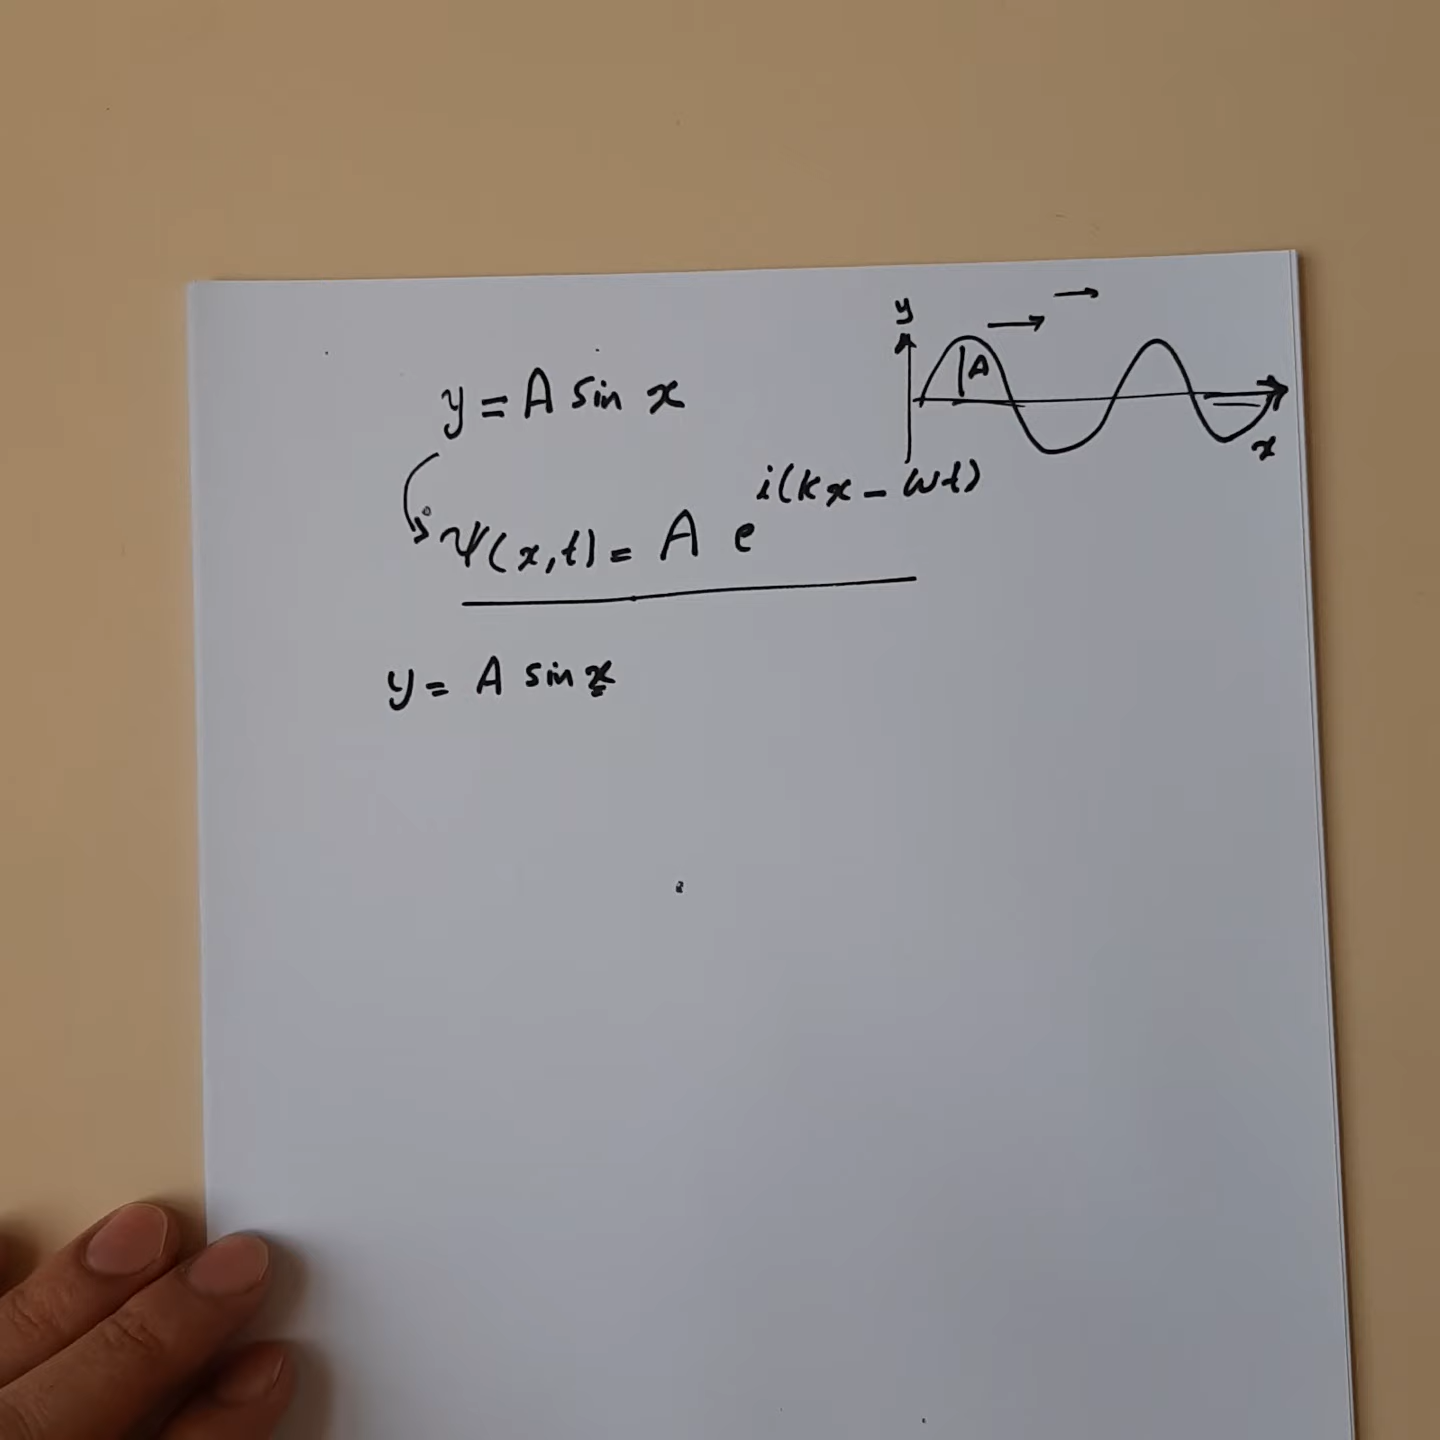 y = A sin x
y
A
x
ψ(x,t) = A e^{i(kx - ωt)}
y = A sin x